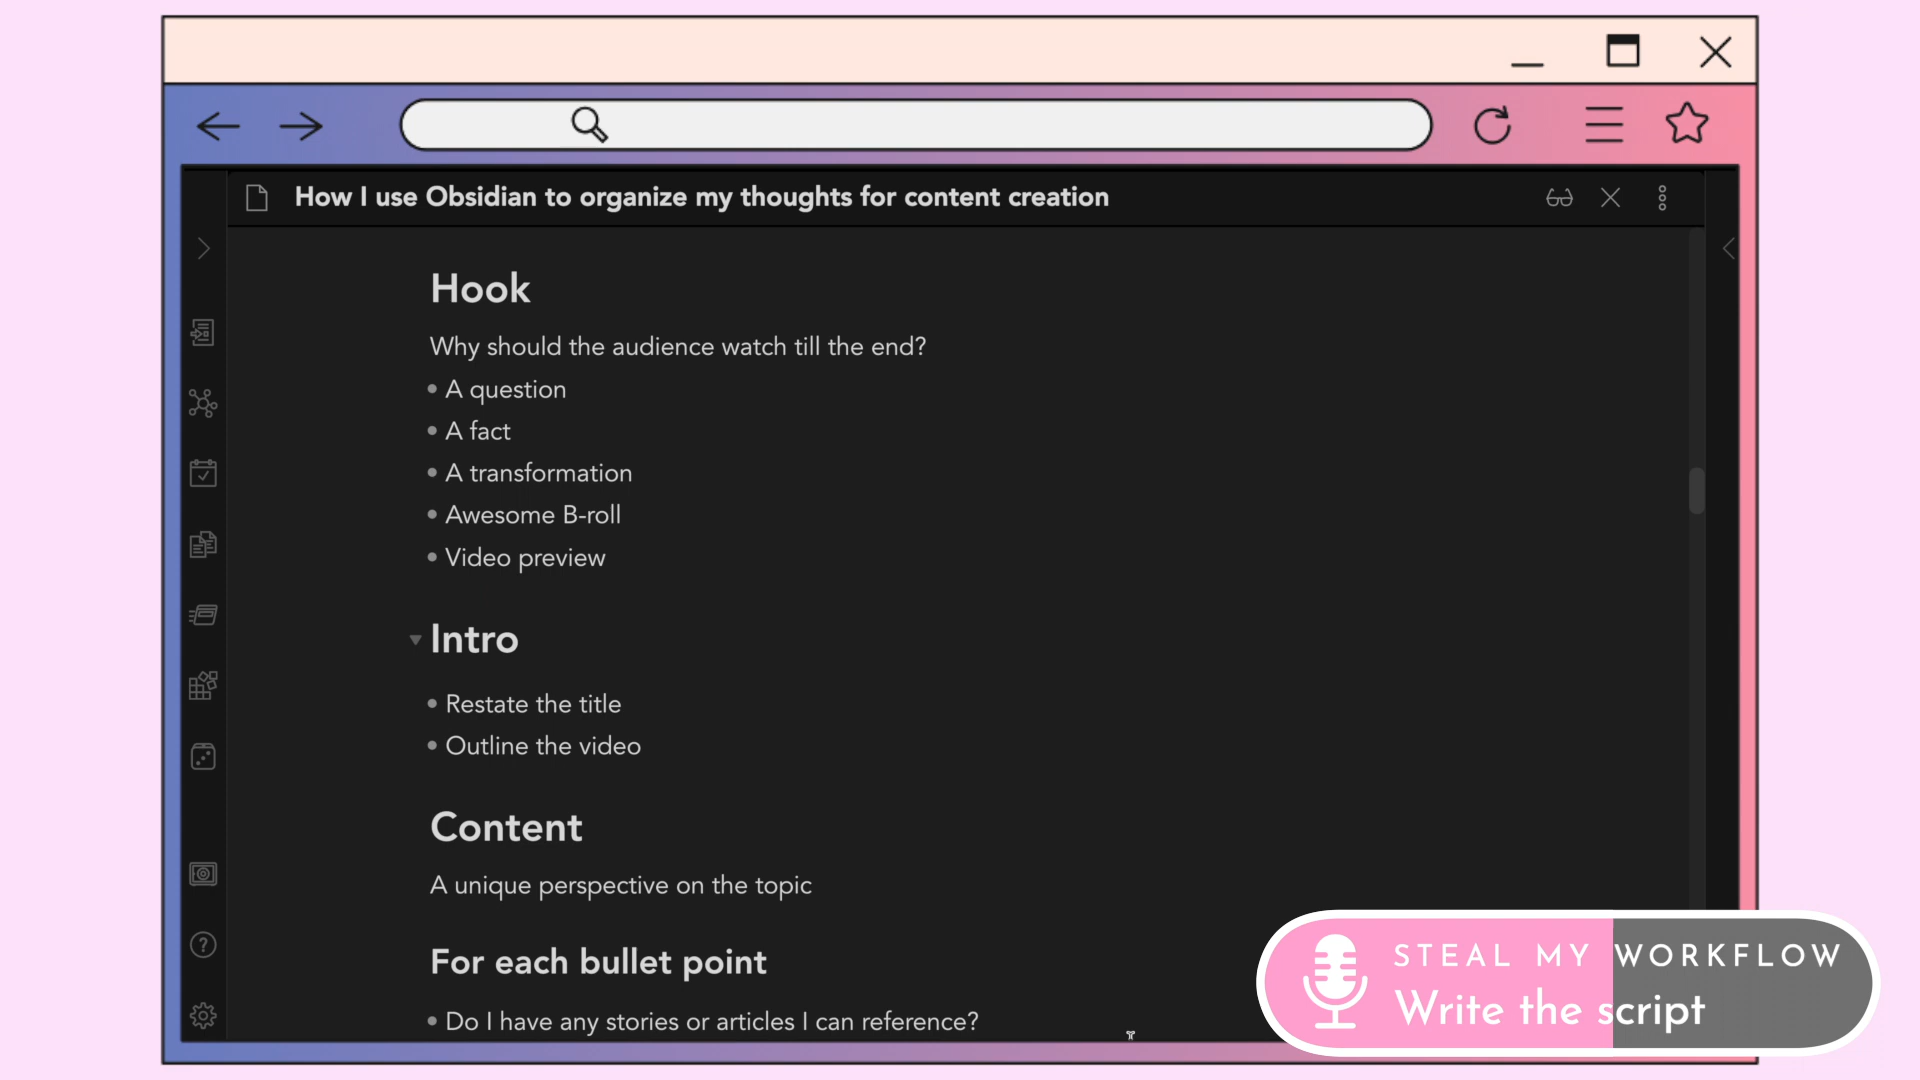 How I use Obsidian to organize my thoughts for content creation
Hook
Why should the audience watch till the end?
• A question
• A fact
• A transformation
• Awesome B-roll
• Video preview
Intro
• Restate the title
• Outline the video
Content
A unique perspective on the topic
For each bullet point
• Do I have any stories or articles I can reference?
STEAL MY WORKFLOW
Write the script